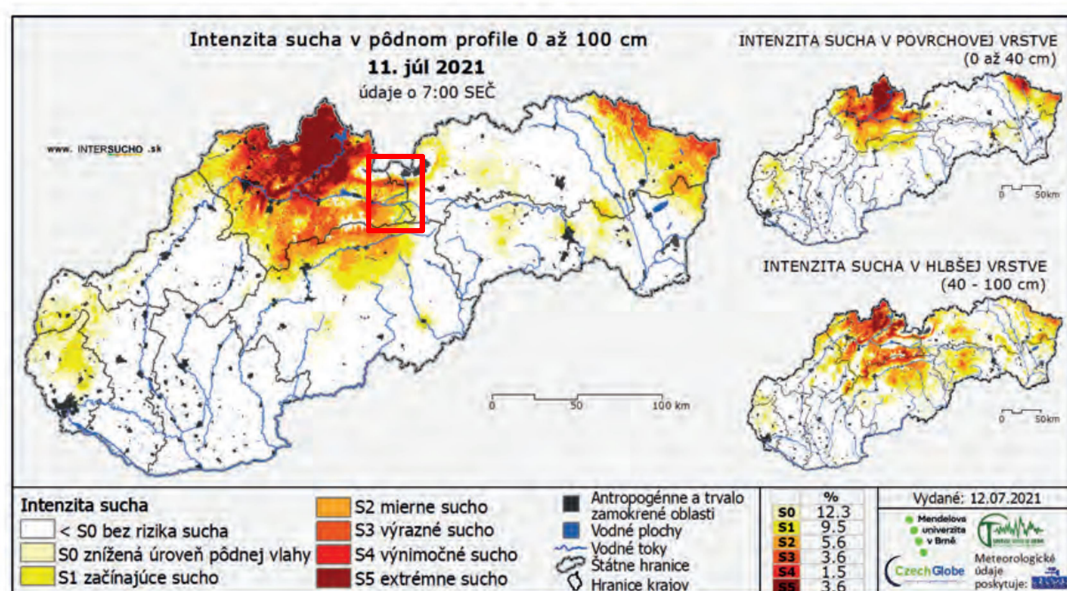 Intenzita sucha v pôdnom profile 0 až 100 cm
11. júl 2021
údaje o 7:00 SEČ
www. INTERSUCHO .sk
0 50 100 km
INTENZITA SUCHA V POVRCHOVEJ VRSTVE
(0 až 40 cm)
0 50km
INTENZITA SUCHA V HLBŠEJ VRSTVE
(40 - 100 cm)
0 50km
Intenzita sucha
< S0 bez rizika sucha
S0 znížená úroveň pôdnej vlahy
S1 začínajúce sucho
S2 mierne sucho
S3 výrazné sucho
S4 výnimočné sucho
S5 extrémne sucho
Antropogénne a trvalo
zamokrené oblasti
Vodné plochy
Vodné toky
Štátne hranice
Hranice krajov
%
S0 12.3
S1 9.5
S2 5.6
S3 3.6
S4 1.5
S5 3.6
Vydané: 12.07.2021
Mendelova
univerzita
v Brně
CzechGlobe
Meteorologické
údaje
poskytuje: